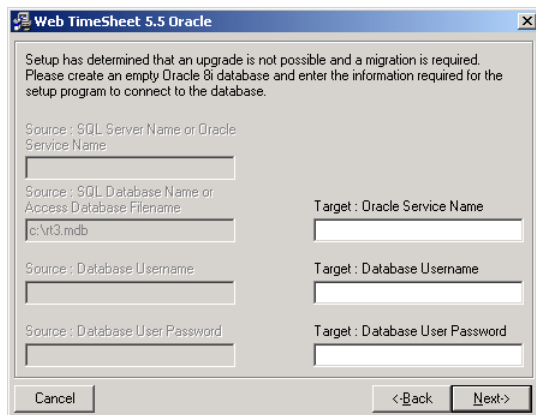 Web TimeSheet 5.5 Oracle
Setup has determined that an upgrade is not possible and a migration is required.
Please create an empty Oracle 8i database and enter the information required for the
setup program to connect to the database.
Source : SQL Server Name or Oracle
Service Name
Source : SQL Database Name or
Access Database Filename
Target : Oracle Service Name
c:\rt3.mdb
Source : Database Username
Target : Database Username
Source : Database User Password
Target : Database User Password
Cancel
<-Back
Next->